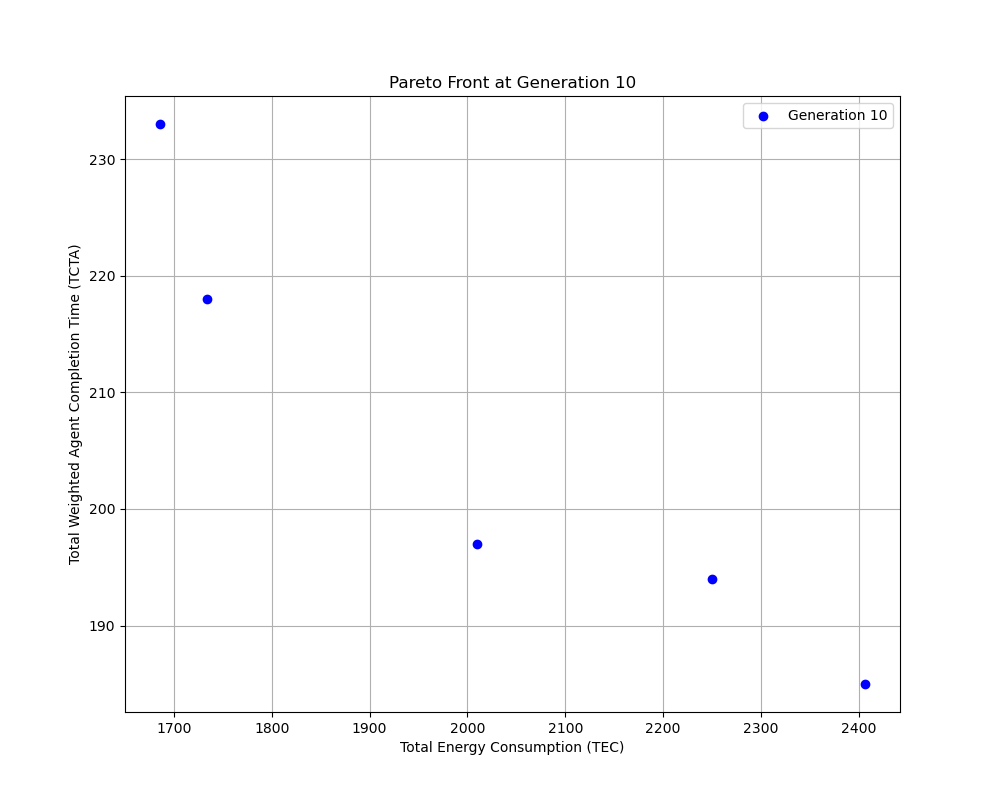 Pareto Front at Generation 10
Generation 10
Total Weighted Agent Completion Time (TCTA)
230
220
210
200
190
1700 1800 1900 2000 2100 2200 2300 2400
Total Energy Consumption (TEC)